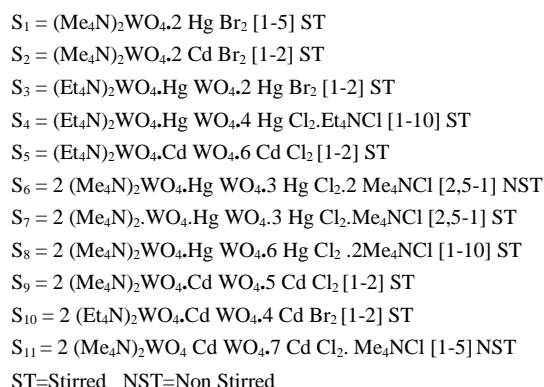 S₁ = (Me₄N)₂WO₄.2 Hg Br₂ [1-5] ST
S₂ = (Me₄N)₂WO₄.2 Cd Br₂ [1-2] ST
S₃ = (Et₄N)₂WO₄.Hg WO₄.2 Hg Br₂ [1-2] ST
S₄ = (Et₄N)₂WO₄.Hg WO₄.4 Hg Cl₂.Et₄NCl [1-10] ST
S₅ = (Et₄N)₂WO₄.Cd WO₄.6 Cd Cl₂ [1-2] ST
S₆ = 2 (Me₄N)₂WO₄.Hg WO₄.3 Hg Cl₂.2 Me₄NCl [2,5-1] NST
S₇ = 2 (Me₄N)₂.WO₄.Hg WO₄.3 Hg Cl₂.Me₄NCl [2,5-1] ST
S₈ = 2 (Me₄N)₂WO₄.Hg WO₄.6 Hg Cl₂ .2Me₄NCl [1-10] ST
S₉ = 2 (Me₄N)₂WO₄.Cd WO₄.5 Cd Cl₂ [1-2] ST
S₁₀ = 2 (Et₄N)₂WO₄.Cd WO₄.4 Cd Br₂ [1-2] ST
S₁₁ = 2 (Me₄N)₂WO₄ Cd WO₄.7 Cd Cl₂. Me₄NCl [1-5] NST
ST=Stirred NST=Non Stirred